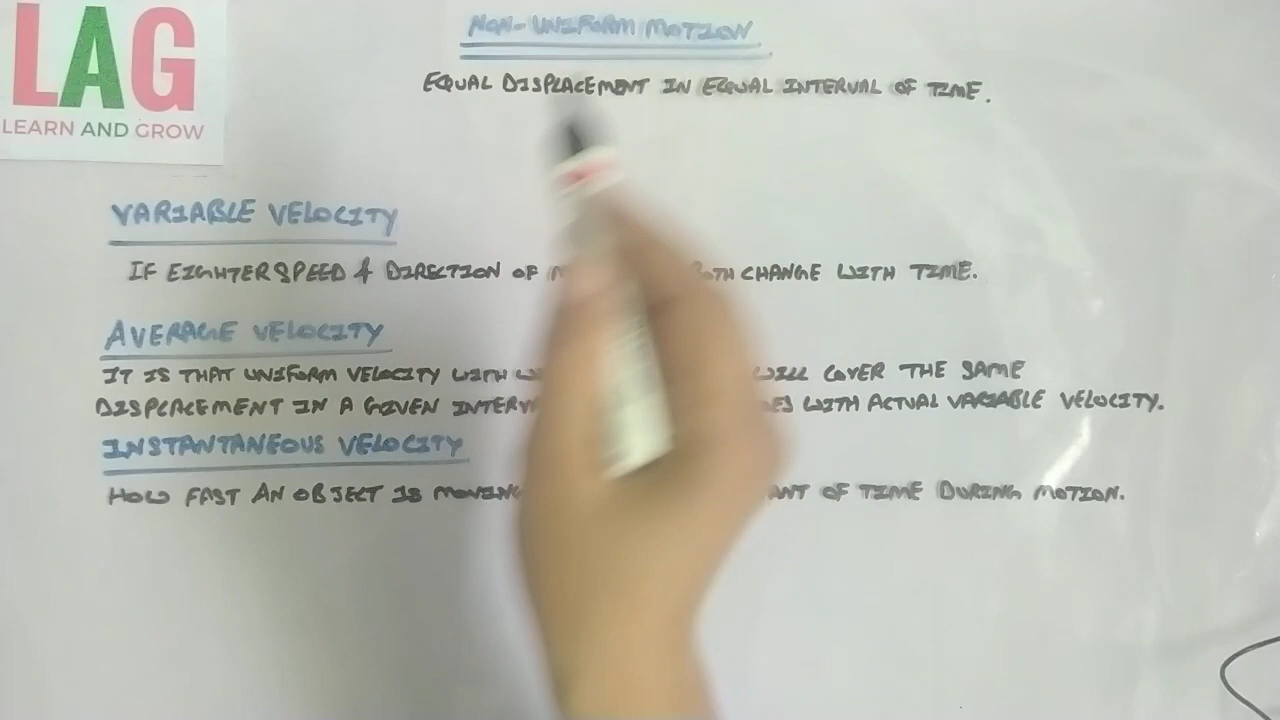 LAG
LEARN AND GROW
NON-UNIFORM MOTION
EQUAL DISPLACEMENT IN EQUAL INTERVAL OF TIME.
VARIABLE VELOCITY
IF EIGHTER SPEED & DIRECTION OF CHANGE WITH TIME.
AVERAGE VELOCITY
IT IS THAT UNIFORM VELOCITY WITH WILL COVER THE SAME
DISPLACEMENT IN A GIVEN WITH ACTUAL VARIABLE VELOCITY.
INSTANTANEOUS VELOCITY
HOW FAST AN OBJECT IS MOVING OF TIME DURING MOTION.